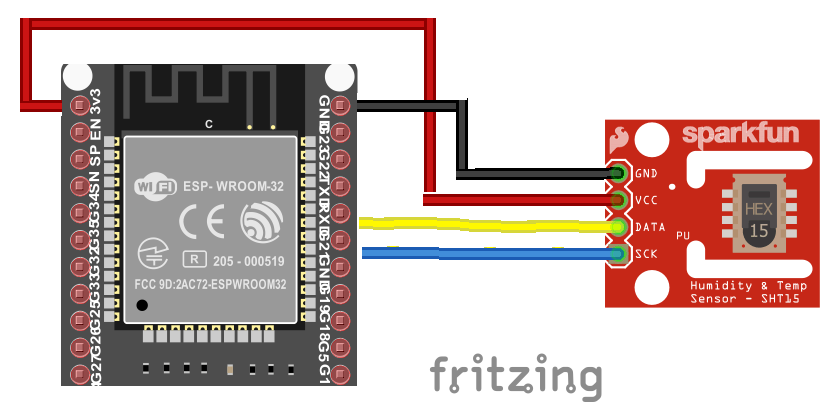 3v3
EN
SP
SN
G34
G35
G32
G33
G25
G26
G27
C
WiFi
ESP- WROOM-32
CE
R
205 - 000519
FCC 9D:2AC72-ESPWROOM32
GND
G23
G22
TX
RX
G21
GND
G19
G18
G5
G1
sparkfun
GND
VCC
DATA
SCK
PU
HEX
15
Humidity & Temp
Sensor - SHT15
fritzing